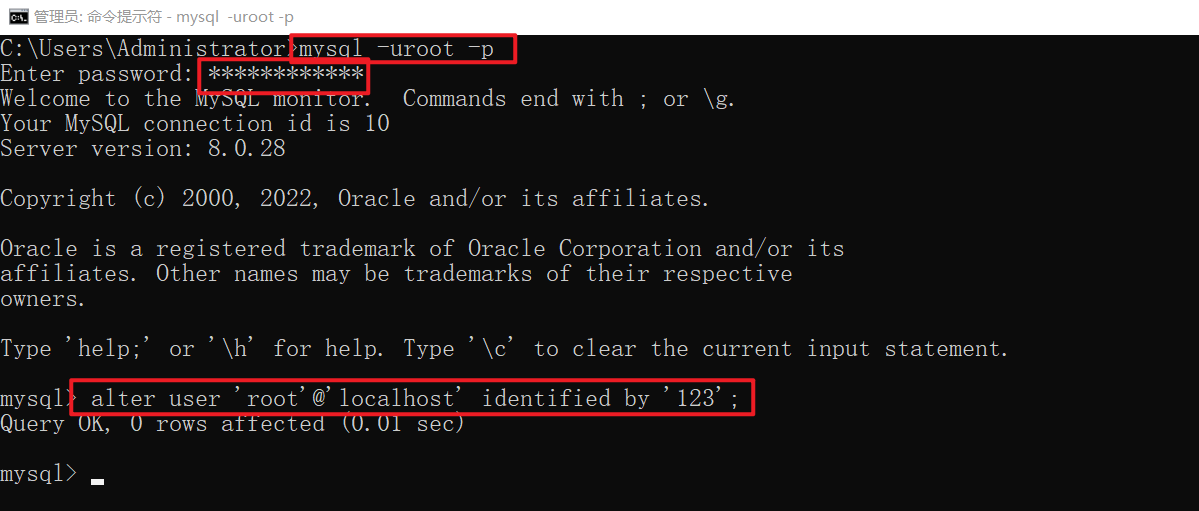 管理员: 命令提示符 - mysql  -uroot -p
C:\Users\Administrator>mysql -uroot -p
Enter password: ************
Welcome to the MySQL monitor.  Commands end with ; or \g.
Your MySQL connection id is 10
Server version: 8.0.28
Copyright (c) 2000, 2022, Oracle and/or its affiliates.
Oracle is a registered trademark of Oracle Corporation and/or its
affiliates. Other names may be trademarks of their respective
owners.
Type 'help;' or '\h' for help. Type '\c' to clear the current input statement.
mysql> alter user 'root'@'localhost' identified by '123';
Query OK, 0 rows affected (0.01 sec)
mysql>